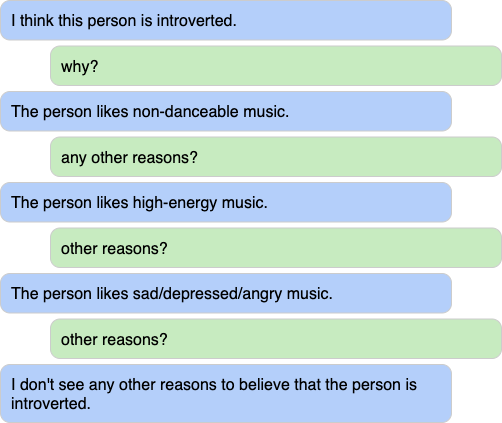 I think this person is introverted.
why?
The person likes non-danceable music.
any other reasons?
The person likes high-energy music.
other reasons?
The person likes sad/depressed/angry music.
other reasons?
I don't see any other reasons to believe that the person is
introverted.